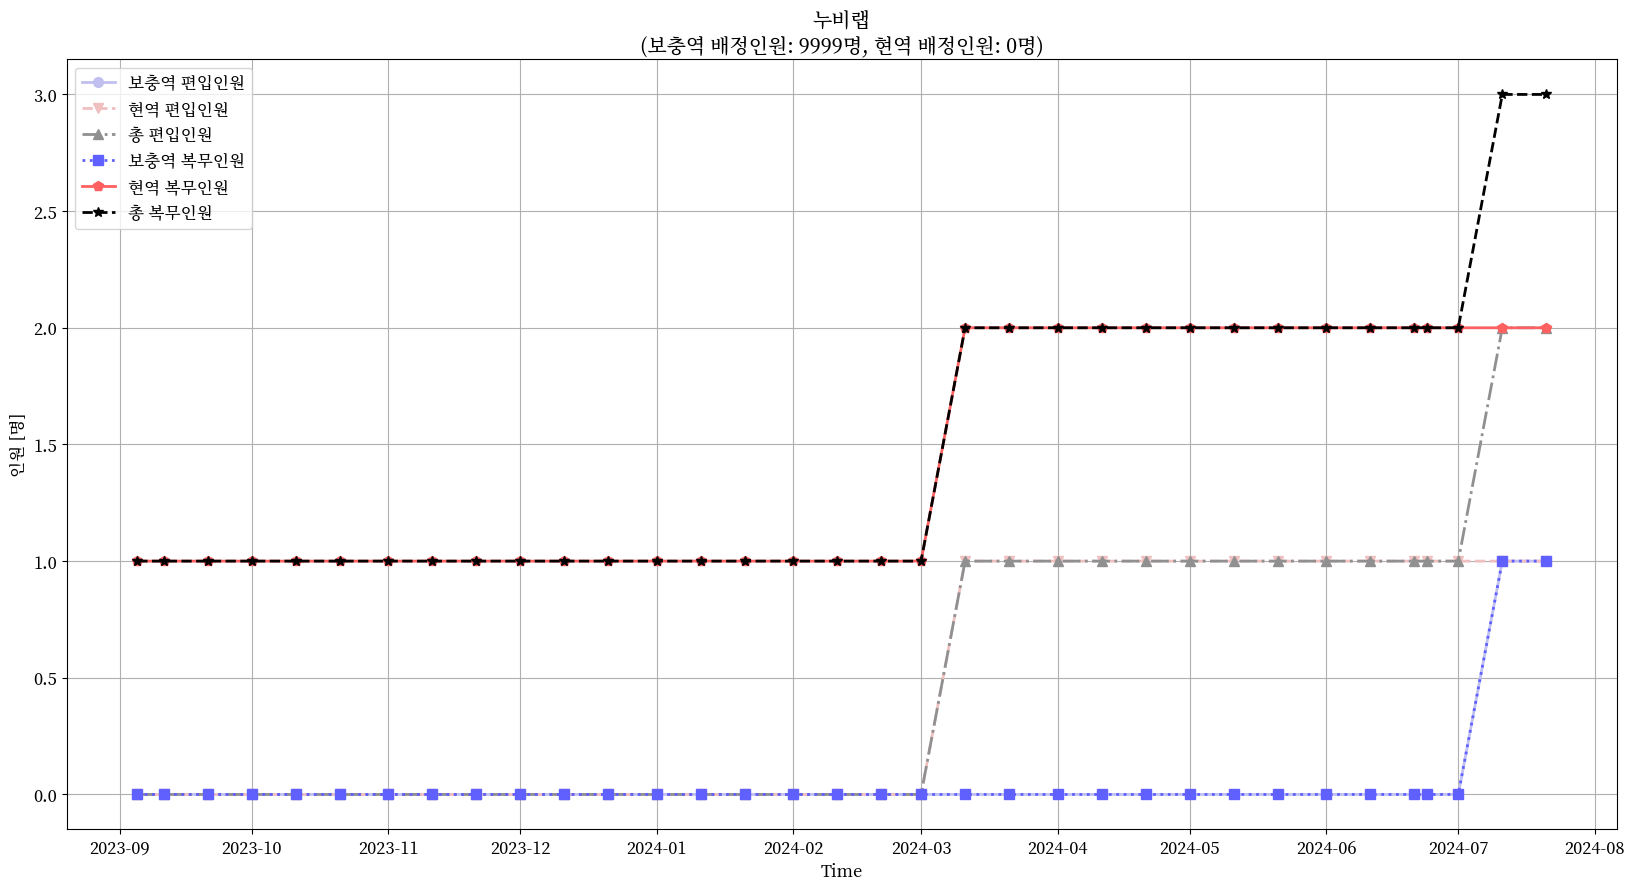 누비랩
(보충역 배정인원: 9999명, 현역 배정인원: 0명)
보충역 편입인원
현역 편입인원
총 편입인원
보충역 복무인원
현역 복무인원
총 복무인원
인원 [명]
3.0
2.5
2.0
1.5
1.0
0.5
0.0
2023-09 2023-10 2023-11 2023-12 2024-01 2024-02 2024-03 2024-04 2024-05 2024-06 2024-07 2024-08
Time